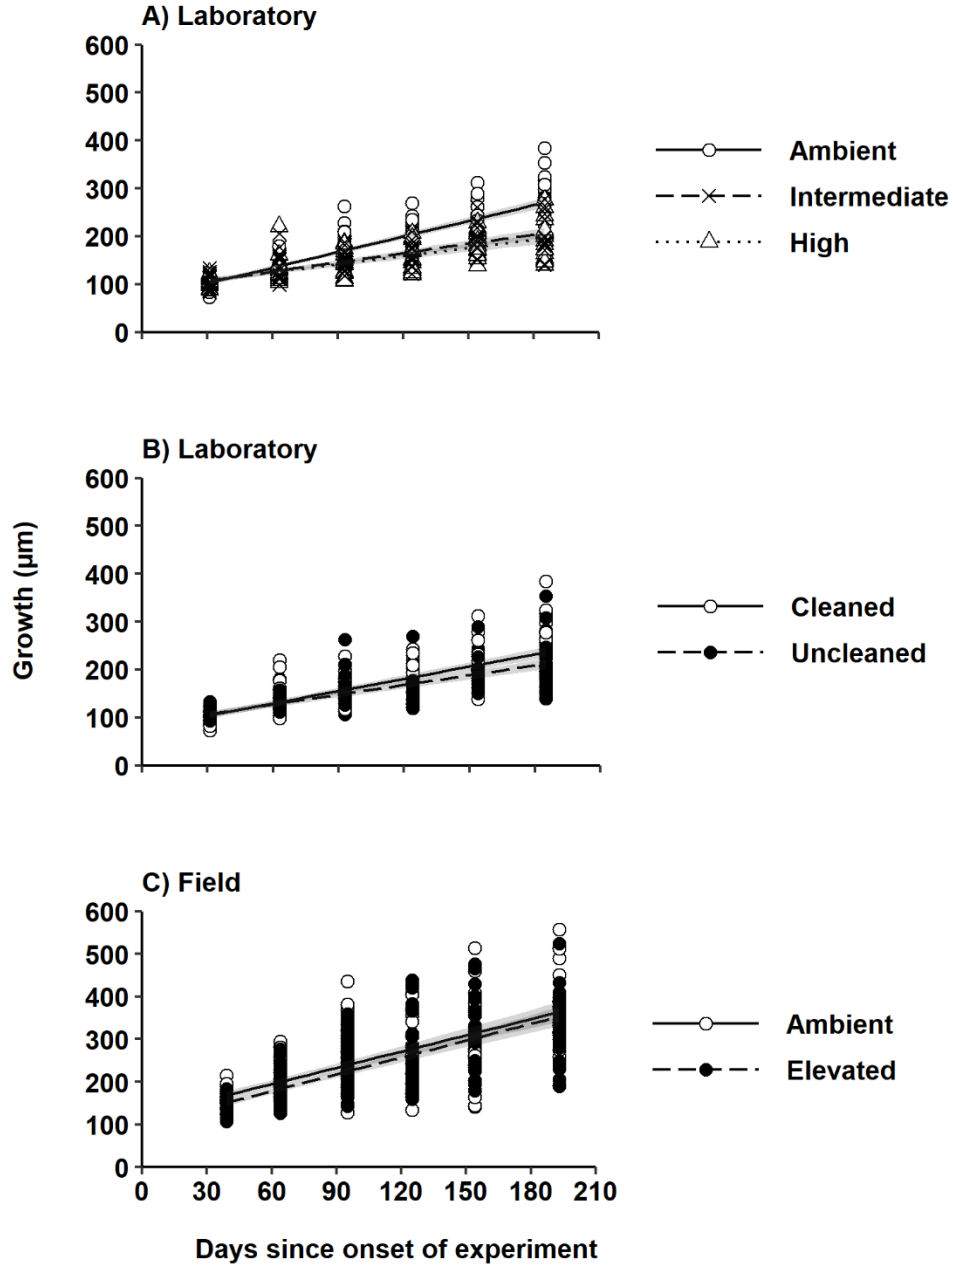 A) Laboratory
600
500
400
300
200
100
0
Ambient
Intermediate
High
B) Laboratory
600
500
400
300
200
100
0
Cleaned
Uncleaned
Growth (µm)
C) Field
600
500
400
300
200
100
0
Ambient
Elevated
0 30 60 90 120 150 180 210
Days since onset of experiment